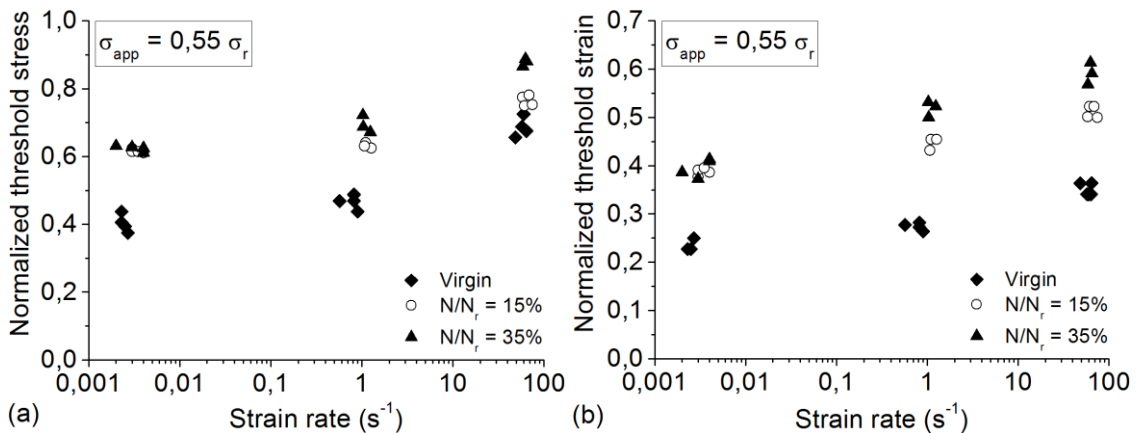 σapp = 0,55 σr
Normalized threshold stress
1,0
0,8
0,6
0,4
0,2
0,0
0,001
0,01
0,1
1
10
100
Virgin
N/Nr = 15%
N/Nr = 35%
Strain rate (s-1)
(a)
σapp = 0,55 σr
Normalized threshold strain
0,7
0,6
0,5
0,4
0,3
0,2
0,1
0,0
0,001
0,01
0,1
1
10
100
Virgin
N/Nr = 15%
N/Nr = 35%
Strain rate (s-1)
(b)